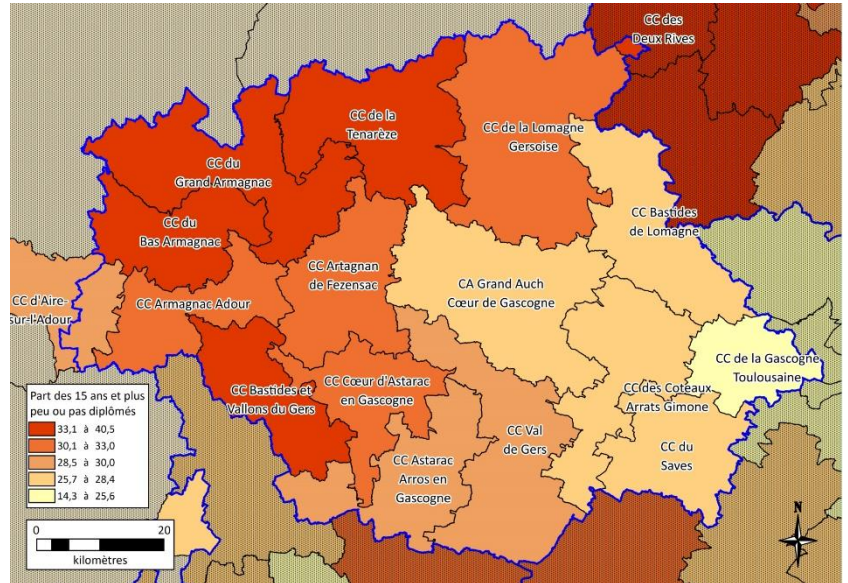 CC des
Deux Rives
CC de la
Tenarèze
CC de la Lomagne
Gersoise
CC du
Grand Armagnac
CC du
Bas Armagnac
CC Bastides
de Lomagne
CC Artagnan
de Fezensac
CA Grand Auch
Cœur de Gascogne
CC d'Aire-
sur-l'Adour
CC Armagnac Adour
CC de la Gascogne
Toulousaine
CC Bastides et
Vallons du Gers
CC Cœur d'Astarac
en Gascogne
CC des Coteaux
Arrats Gimone
CC Val
de Gers
CC du
Saves
CC Astarac
Arros en
Gascogne
Part des 15 ans et plus
peu ou pas diplômés
33,1 à 40,5
30,1 à 33,0
28,5 à 30,0
25,7 à 28,4
14,3 à 25,6
0 20
kilomètres
N